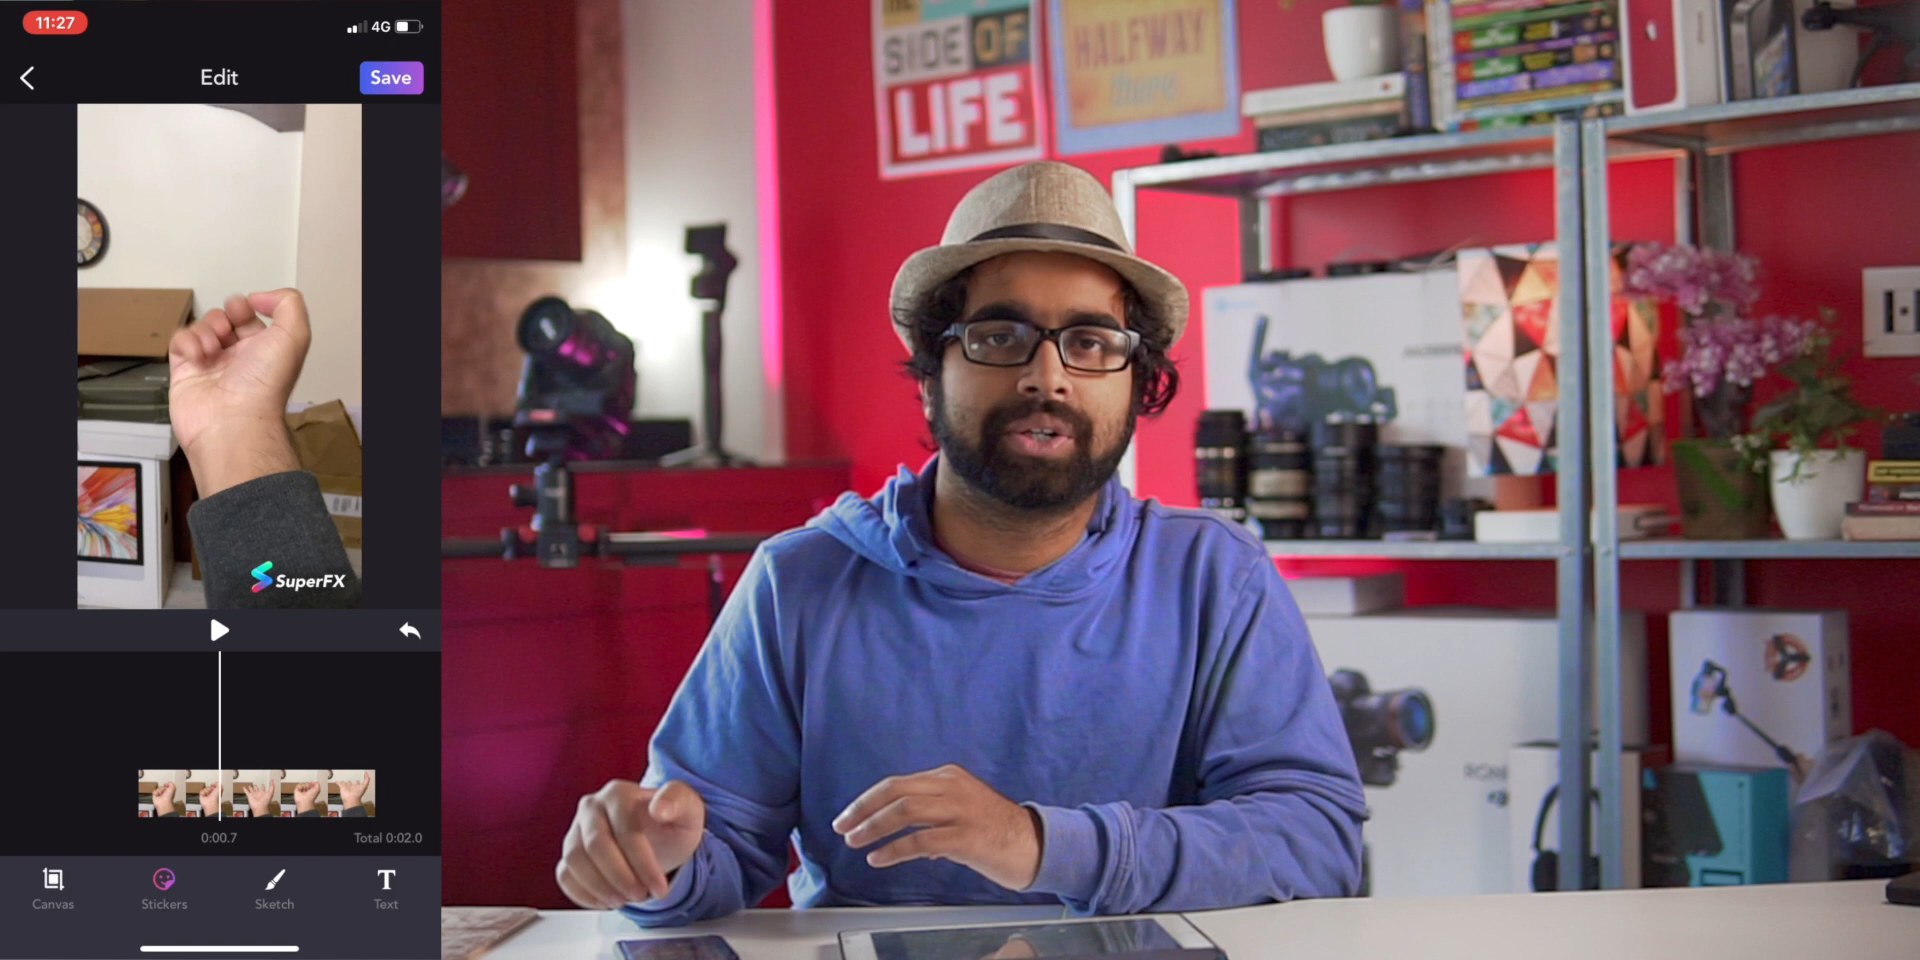 11:27
4G
Edit
Save
SuperFX
0:00.7
Total 0:02.0
Canvas
Stickers
Sketch
Text
SIDE OF
LIFE
HALFWAY
there